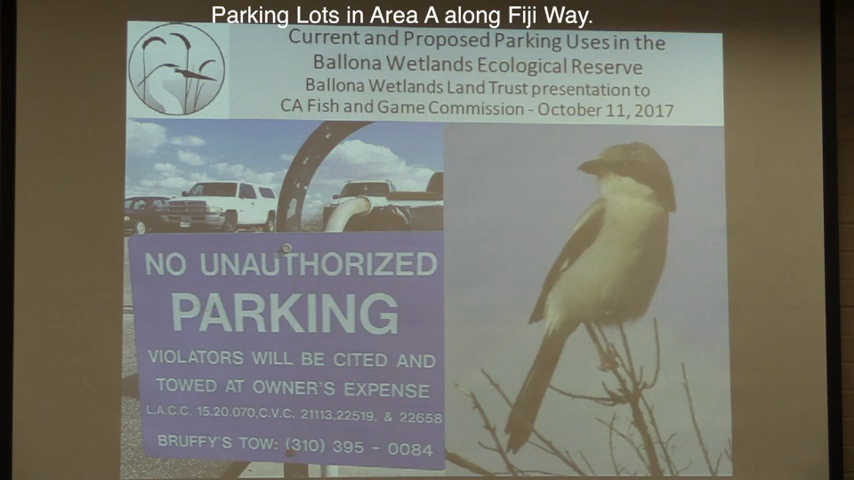 Parking Lots in Area A along Fiji Way.
Current and Proposed Parking Uses in the
Ballona Wetlands Ecological Reserve
Ballona Wetlands Land Trust presentation to
CA Fish and Game Commission - October 11, 2017
NO UNAUTHORIZED
PARKING
VIOLATORS WILL BE CITED AND
TOWED AT OWNER'S EXPENSE
L.A.C.C. 15.20.070,C.V.C. 21113,22519, & 22658
BRUFFY'S TOW: (310) 395 - 0084